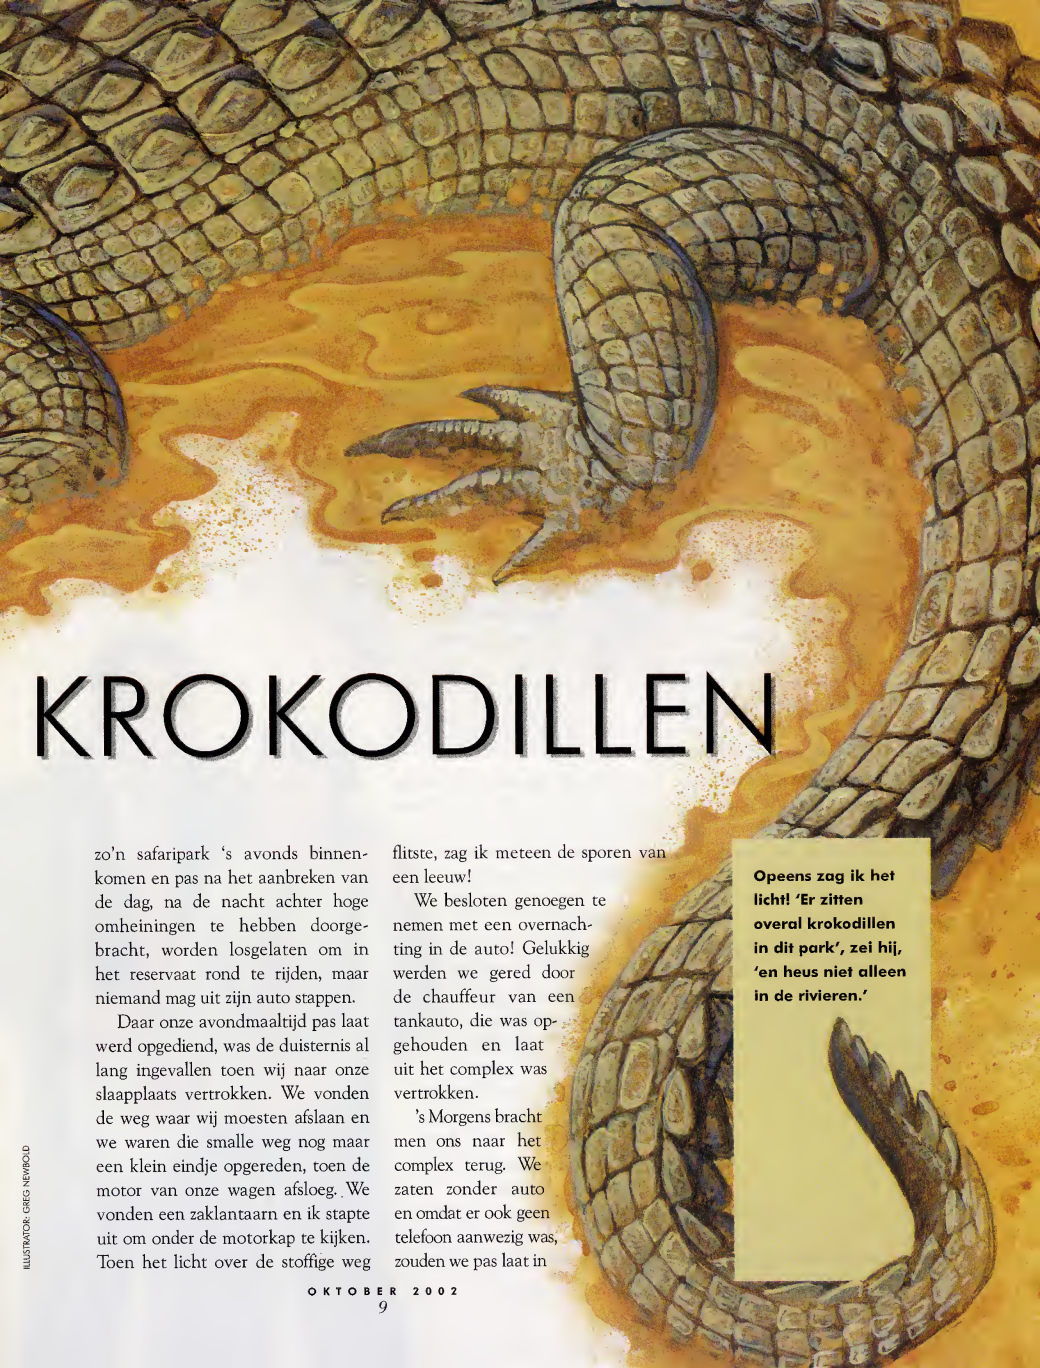 KROKODILLEN
zo'n safaripark 's avonds binnen-
komen en pas na het aanbreken van
de dag, na de nacht achter hoge
omheiningen te hebben doorge-
bracht, worden losgelaten om in
het reservaat rond te rijden, maar
niemand mag uit zijn auto stappen.
Daar onze avondmaaltijd pas laat
werd opgediend, was de duisternis al
lang ingevallen toen wij naar onze
slaapplaats vertrokken. We vonden
de weg waar wij moesten afslaan en
we waren die smalle weg nog maar
een klein eindje opgereden, toen de
motor van onze wagen afsloeg. We
vonden een zaklantaarn en ik stapte
uit om onder de motorkap te kijken.
Toen het licht over de stoffige weg
flitste, zag ik meteen de sporen van
een leeuw!
We besloten genoegen te
nemen met een overnach-
ting in de auto! Gelukkig
werden we gered door
de chauffeur van een
tankauto, die was op-
gehouden en laat
uit het complex was
vertrokken.
's Morgens bracht
men ons naar het
complex terug. We
zaten zonder auto
en omdat er ook geen
telefoon aanwezig was,
zouden we pas laat in
Opeens zag ik het
licht! 'Er zitten
overal krokodillen
in dit park', zei hij,
'en heus niet alleen
in de rivieren.'
ILLUSTRATOR: GREG NEWBOLD
OKTOBER 2002
9